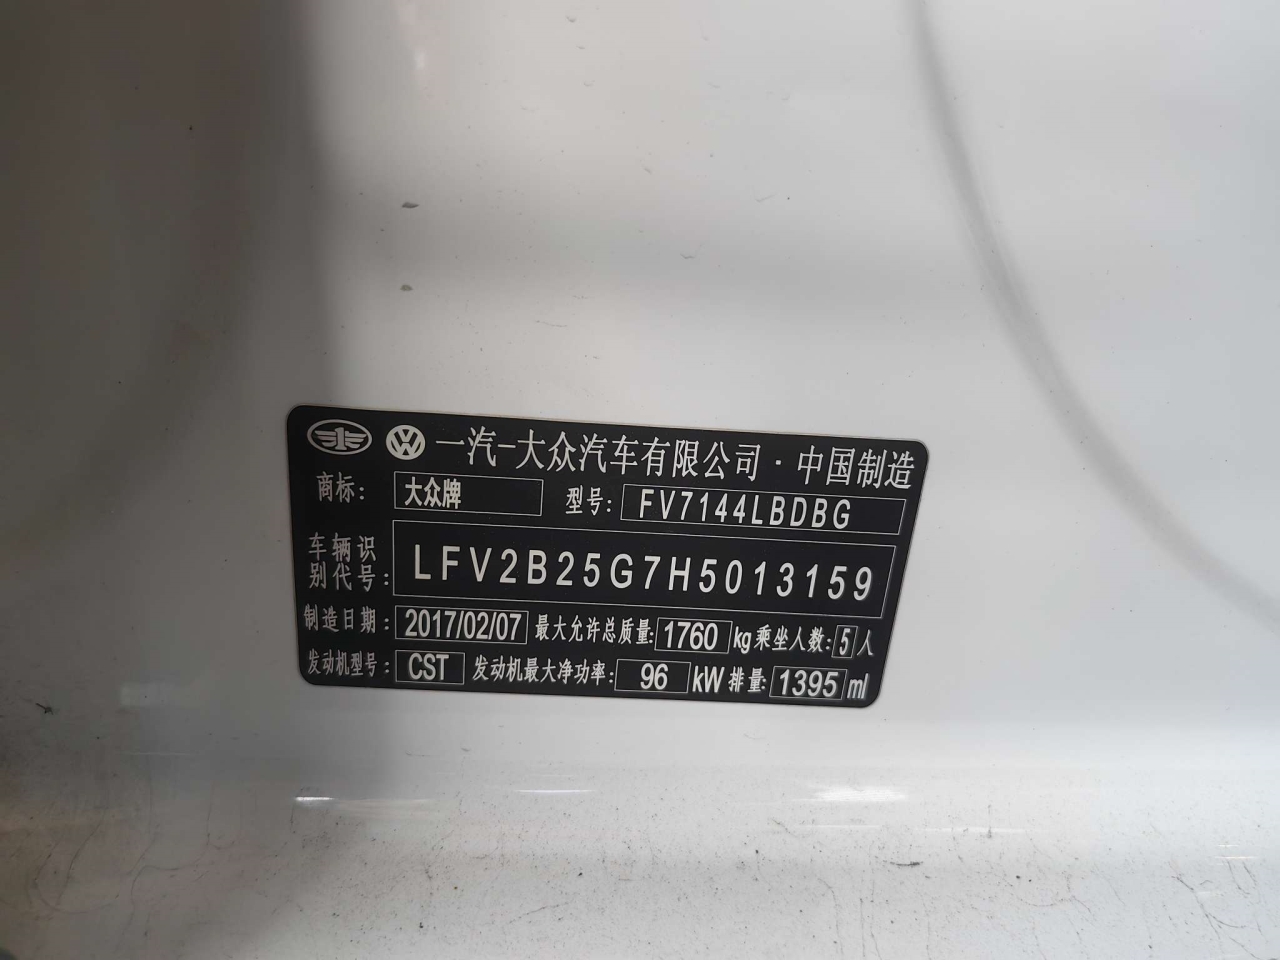 一汽-大众汽车有限公司·中国制造
商标: 大众牌 型号: FV7144LBDBG
车辆识别代号: LFV2B25G7H5013159
制造日期: 2017/02/07 最大允许总质量: 1760 kg 乘坐人数: 5 人
发动机型号: CST 发动机最大净功率: 96 kW 排量: 1395 ml